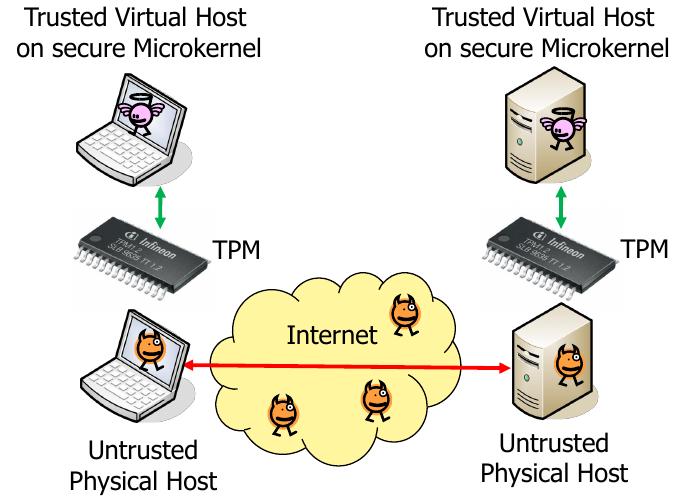 Trusted Virtual Host
on secure Microkernel
Trusted Virtual Host
on secure Microkernel
Infineon
TPM1.2
SLB 9635 TT 1.2
TPM
Infineon
TPM1.2
SLB 9635 TT 1.2
TPM
Internet
Untrusted
Physical Host
Untrusted
Physical Host